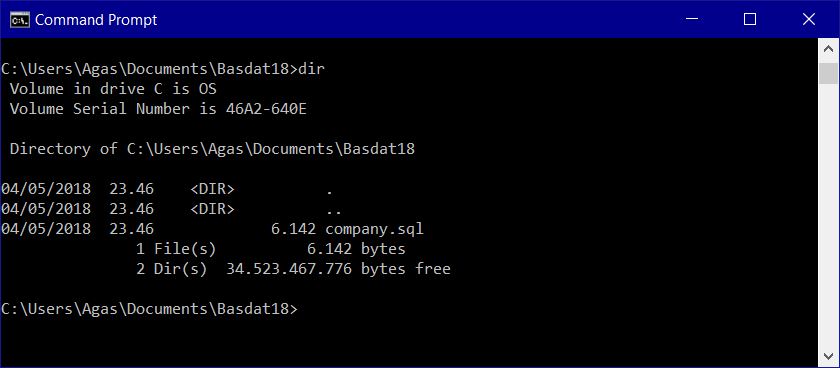 Command Prompt
C:\Users\Agas\Documents\Basdat18>dir
 Volume in drive C is OS
 Volume Serial Number is 46A2-640E
 Directory of C:\Users\Agas\Documents\Basdat18
04/05/2018  23.46    <DIR>          .
04/05/2018  23.46    <DIR>          ..
04/05/2018  23.46             6.142 company.sql
               1 File(s)          6.142 bytes
               2 Dir(s)  34.523.467.776 bytes free
C:\Users\Agas\Documents\Basdat18>